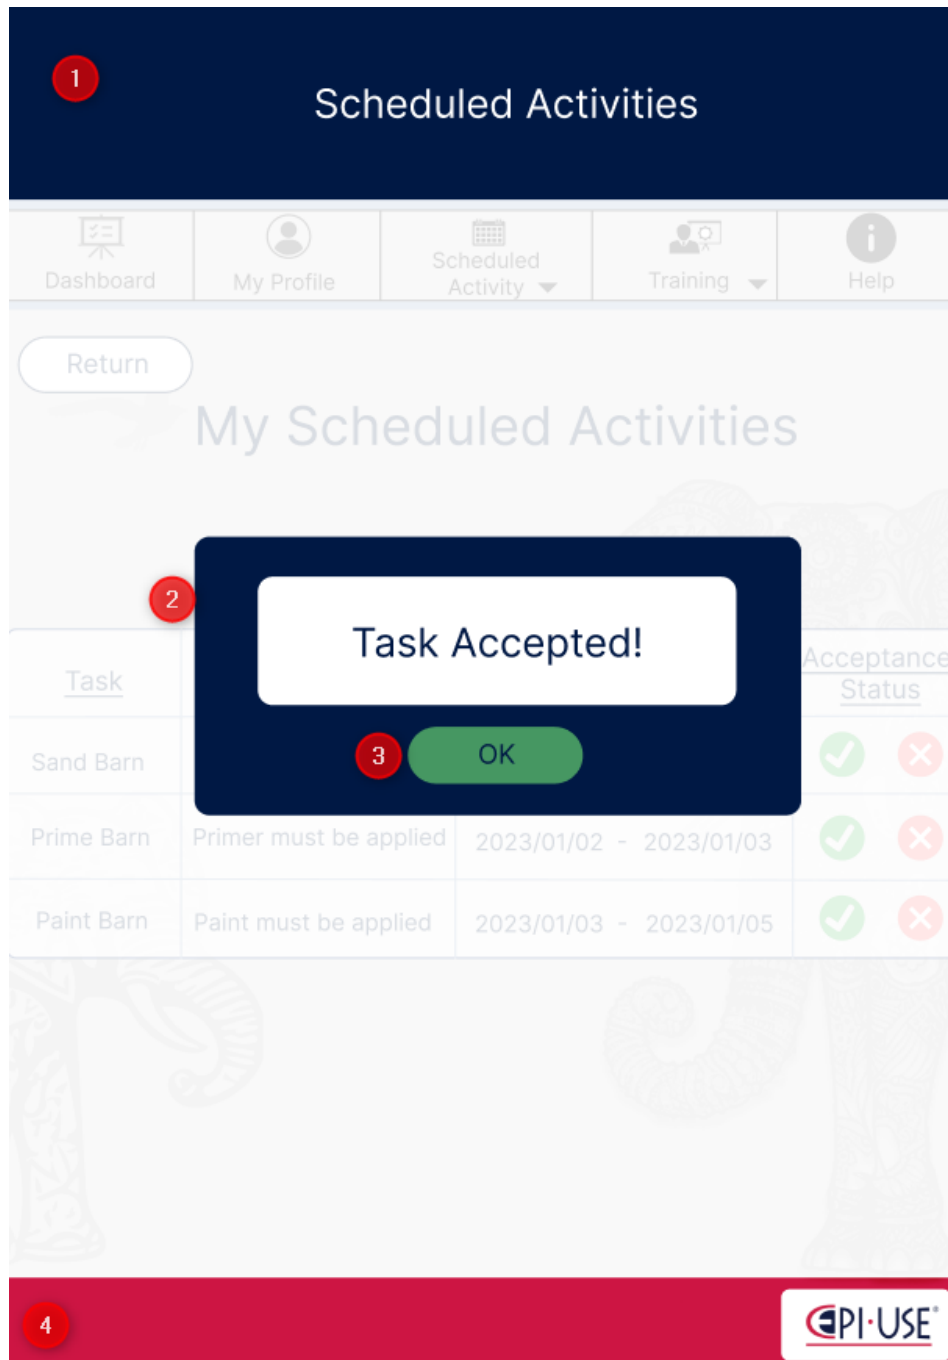 1
Scheduled Activities
Dashboard
My Profile
Scheduled
Activity
Training
Help
Return
My Scheduled Activities
2
Task Accepted!
Task
Acceptance
Status
3
OK
Sand Barn
Prime Barn Primer must be applied 2023/01/02 - 2023/01/03
Paint Barn Paint must be applied 2023/01/03 - 2023/01/05
4
EPI·USE®